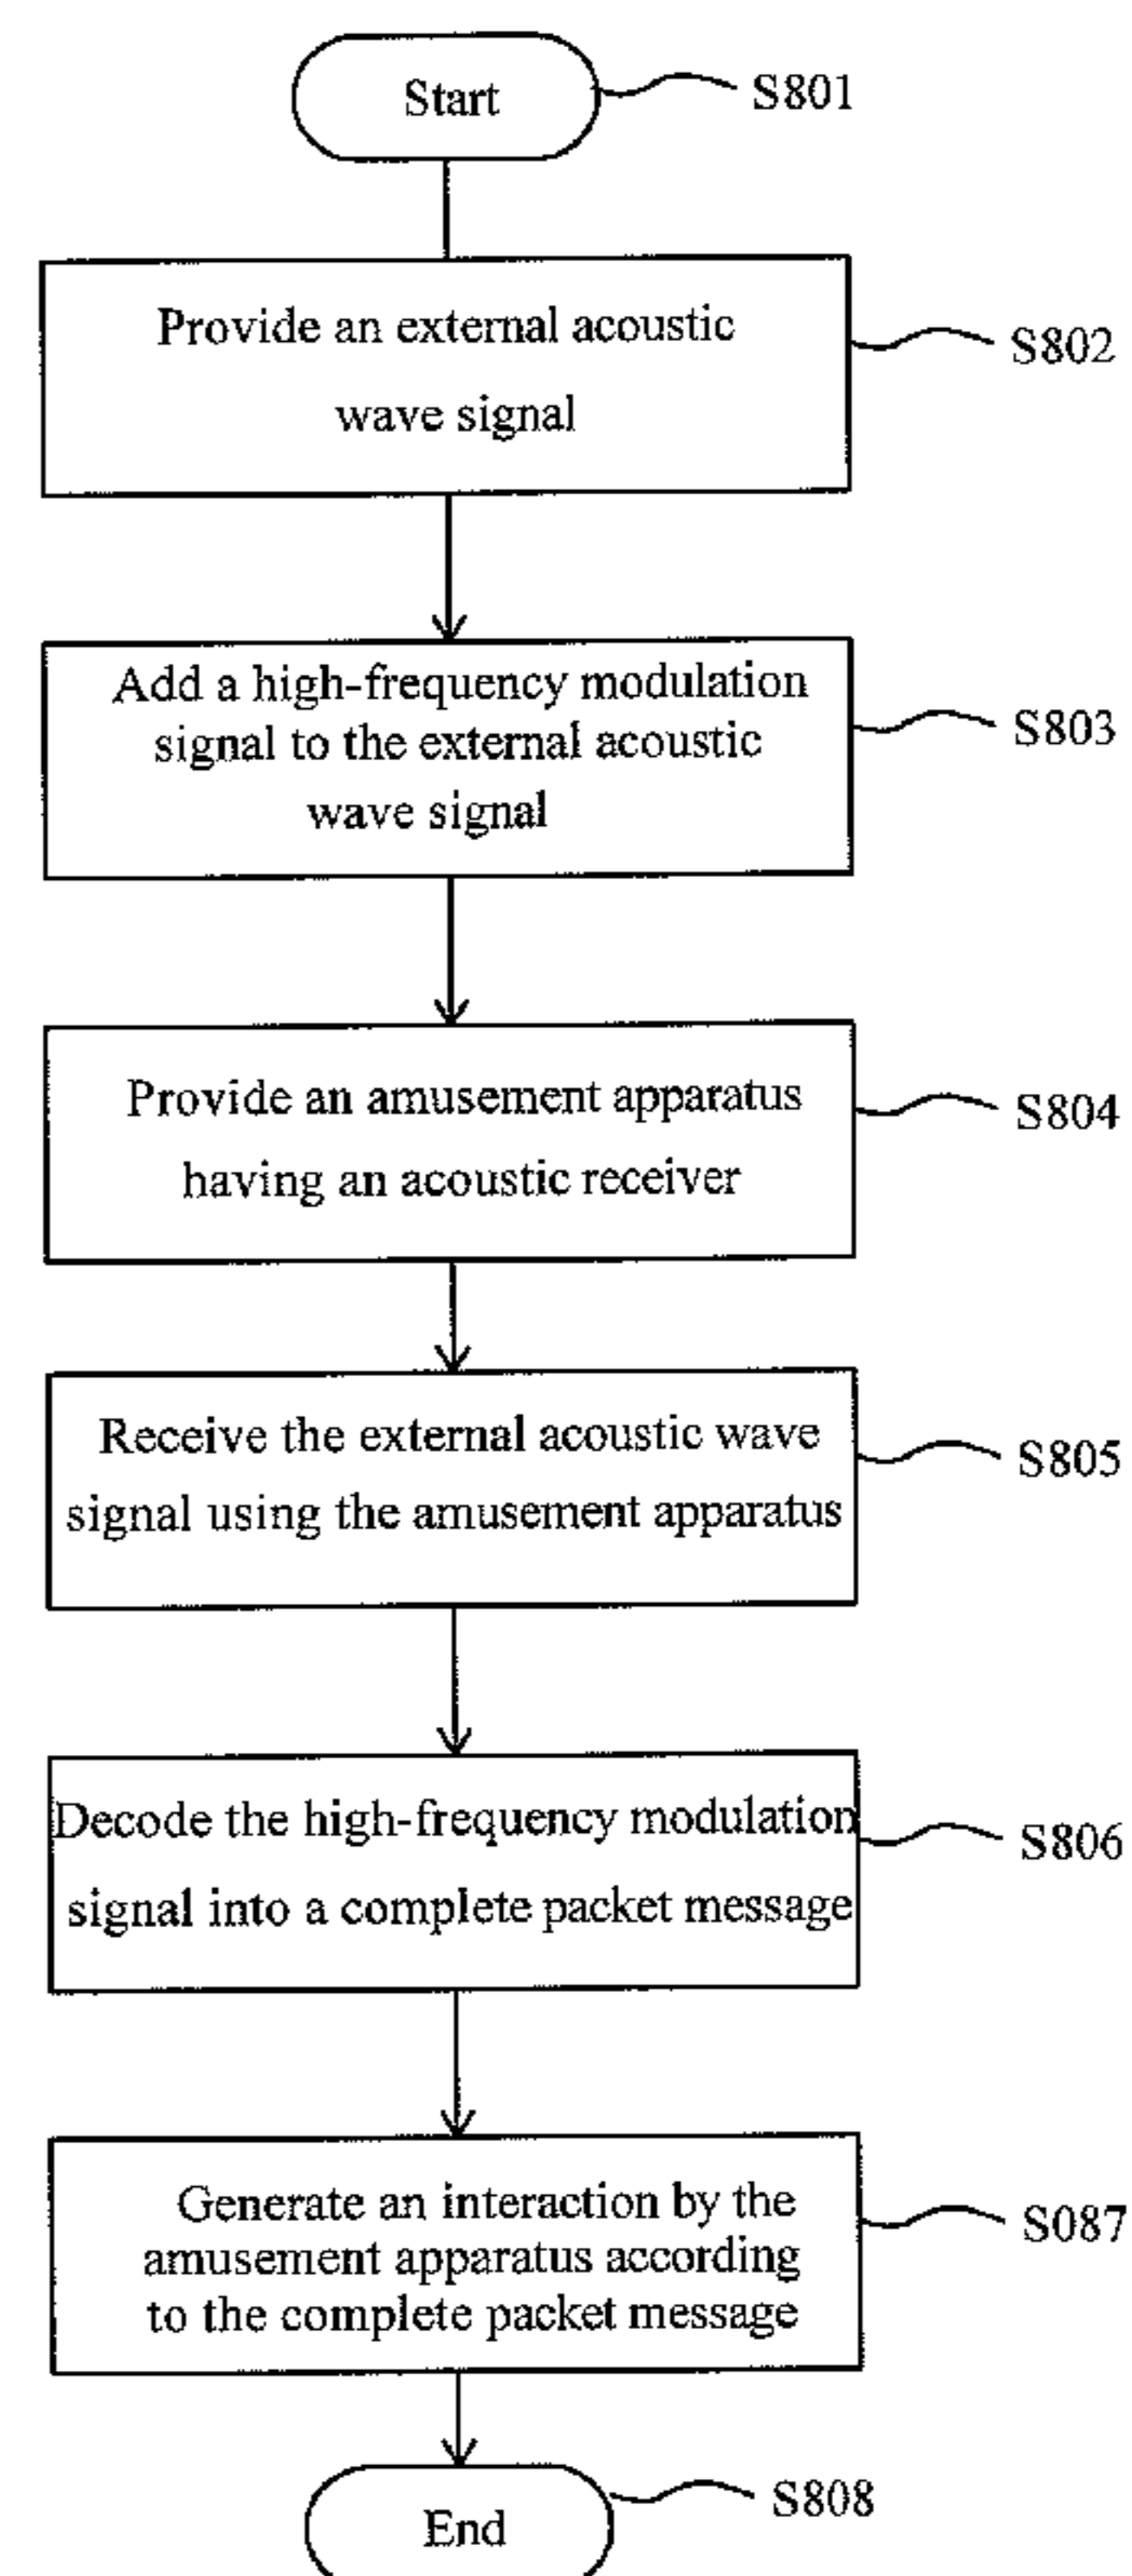 Start
S801
Provide an external acoustic
wave signal
S802
Add a high-frequency modulation
signal to the external acoustic
wave signal
S803
Provide an amusement apparatus
having an acoustic receiver
S804
Receive the external acoustic wave
signal using the amusement apparatus
S805
Decode the high-frequency modulation
signal into a complete packet message
S806
Generate an interaction by the
amusement apparatus according
to the complete packet message
S087
End
S808